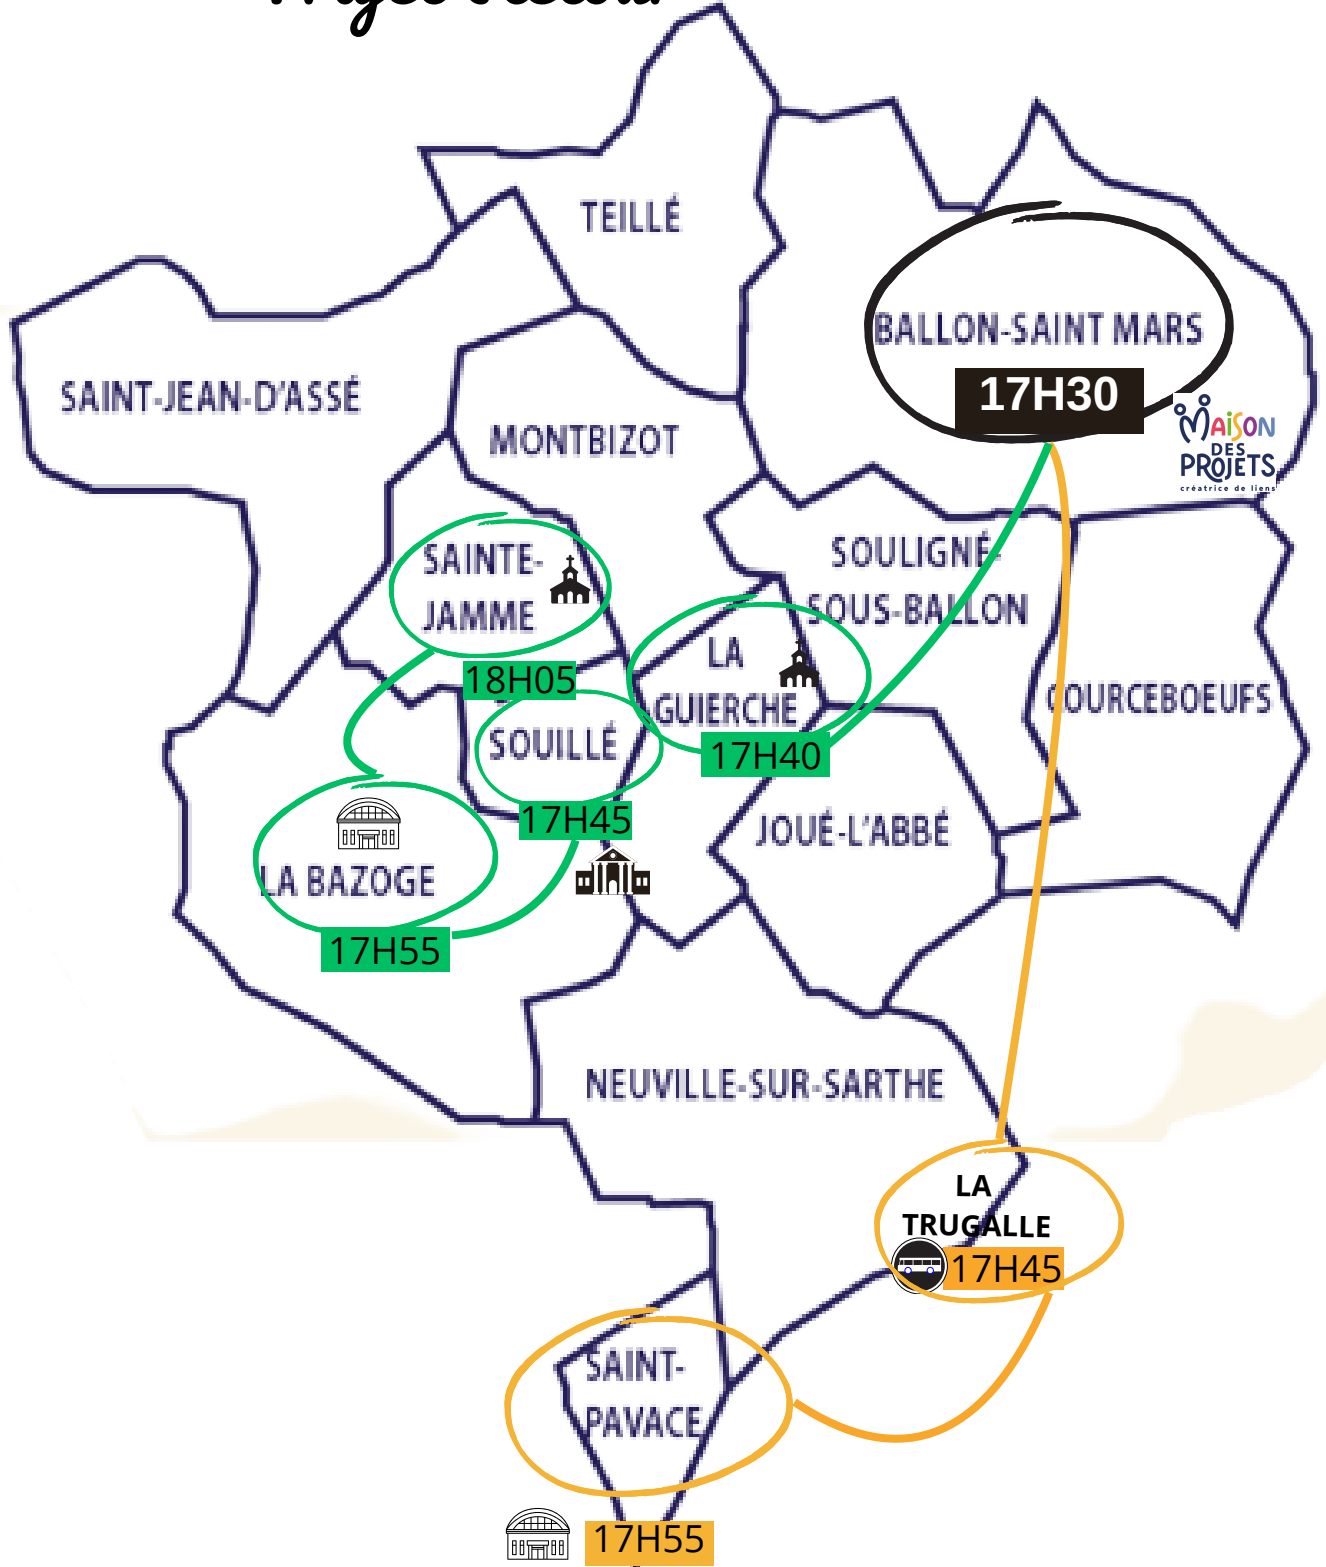 TEILLÉ
BALLON-SAINT MARS
17H30
MAISON
DES
PROJETS
créatrice de liens
SAINT-JEAN-D'ASSÉ
MONTBIZOT
SAINTE-
JAMME
18H05
SOULIGNÉ-
SOUS-BALLON
LA
GUIERCHE
17H40
COURCEBOEUFS
SOUILLÉ
17H45
JOUÉ-L'ABBÉ
LA BAZOGE
17H55
NEUVILLE-SUR-SARTHE
LA
TRUGALLE
17H45
SAINT-
PAVACE
17H55